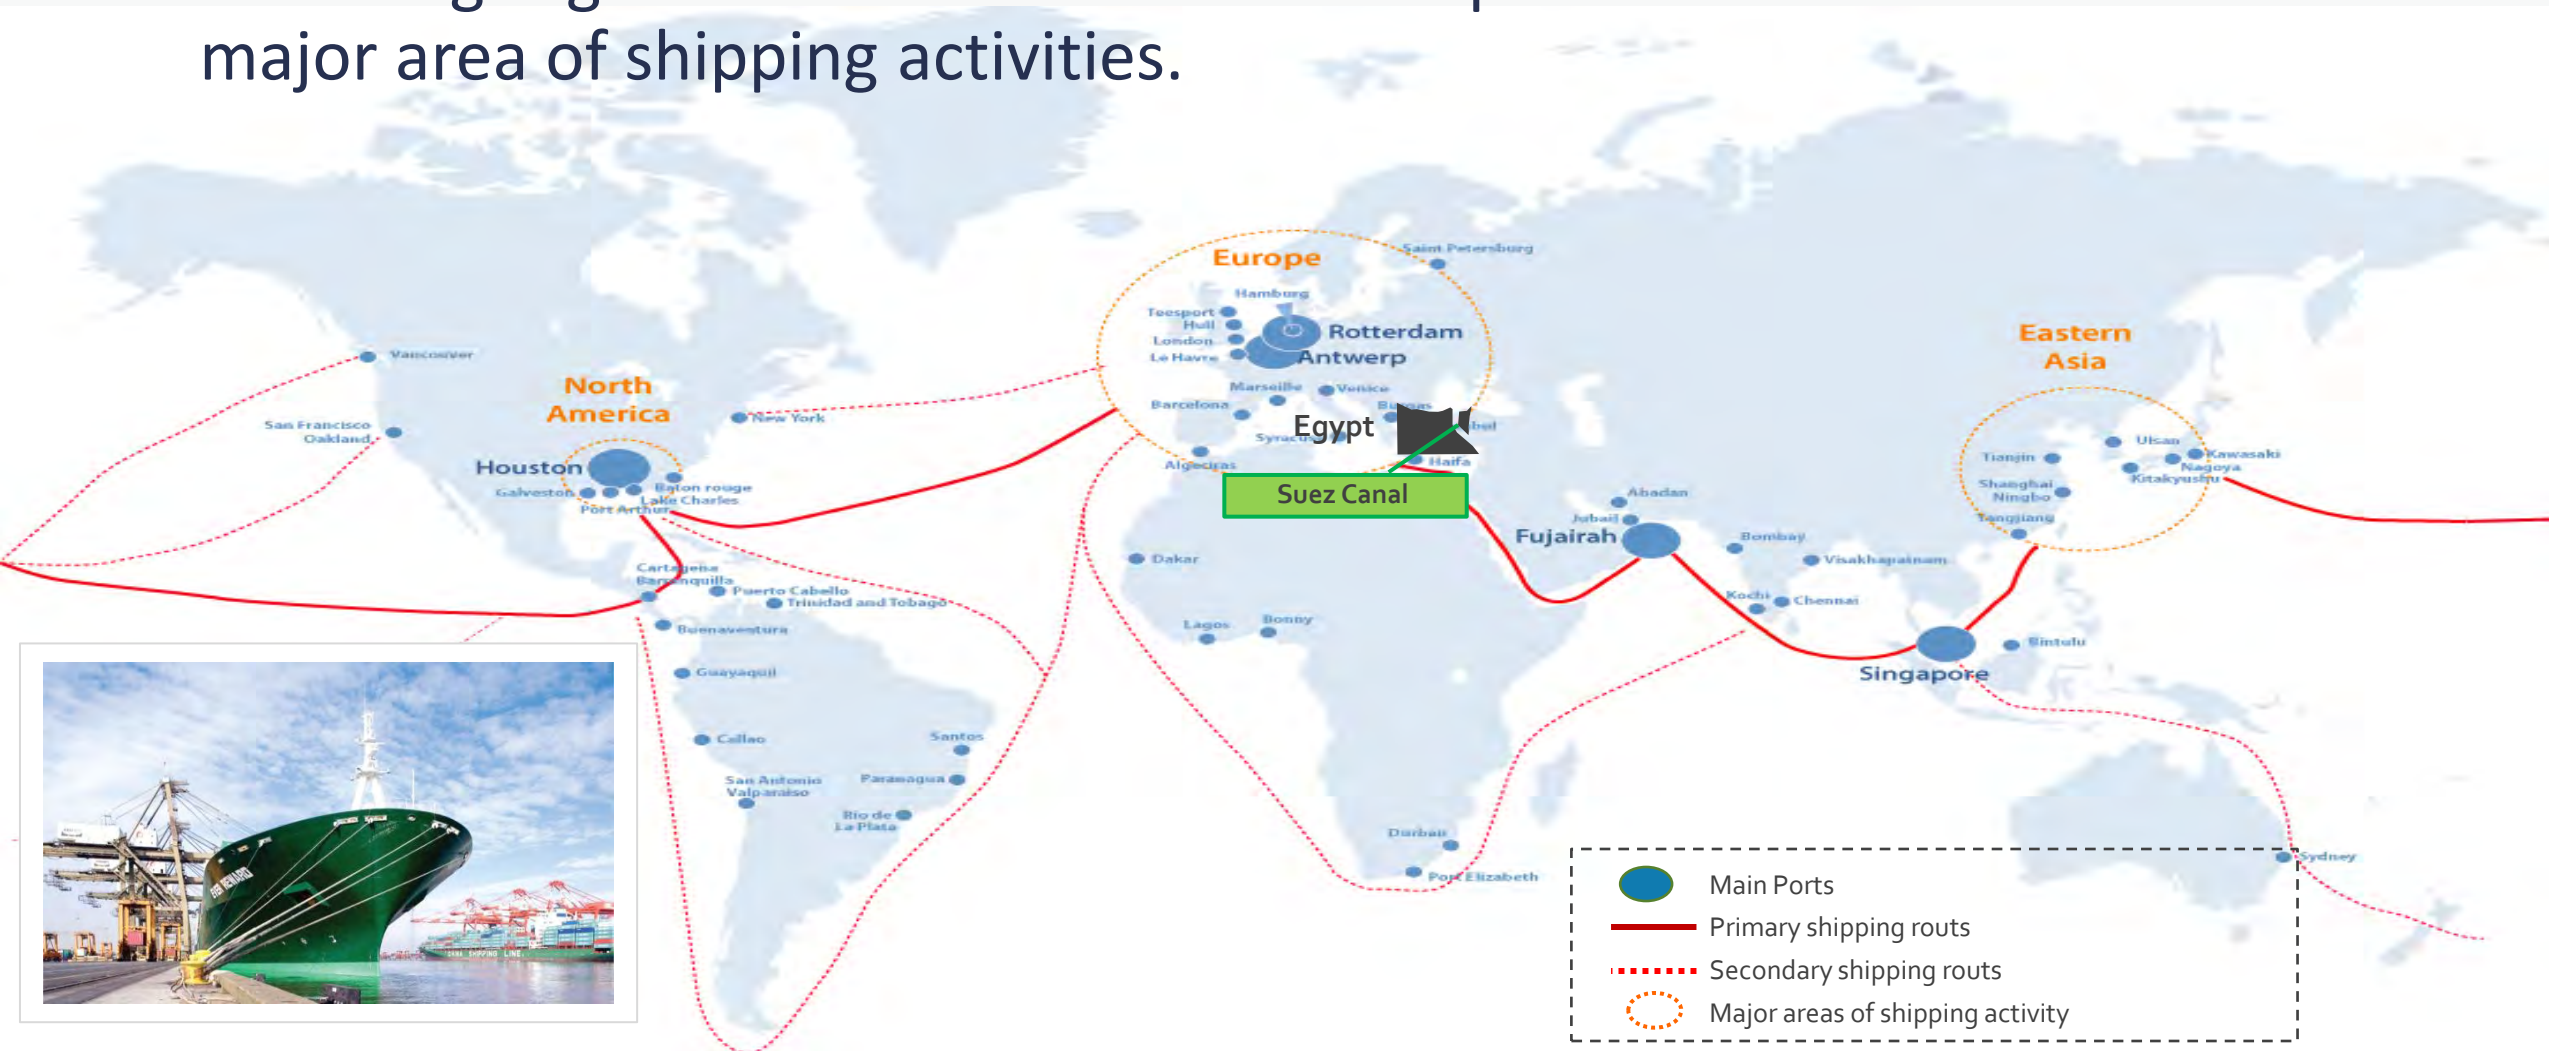 major area of shipping activities.
Europe
Saint Petersburg
Hamburg
Teesport
Hull
London
Le Havre
Rotterdam
Antwerp
Marseille
Venice
Barcelona
Egypt
Algeciras
Haifa
Suez Canal
Eastern
Asia
Ulsan
Kawasaki
Nagoya
Kitakyushu
Tianjin
Shanghai
Ningbo
Vancouver
San Francisco
Oakland
North
America
New York
Houston
Galveston
Baton rouge
Lake Charles
Port Arthur
Abadan
Jubail
Fujairah
Bombay
Visakhapatnam
Kochi
Chennai
Singapore
Bintulu
Dakar
Lagos
Bonny
Cartagena
Barranquilla
Puerto Cabello
Trinidad and Tobago
Buenaventura
Guayaquil
Callao
Santos
San Antonio
Valparaiso
Paranagua
Rio de
La Plata
Durban
Port Elizabeth
Sydney
Main Ports
Primary shipping routs
Secondary shipping routs
Major areas of shipping activity